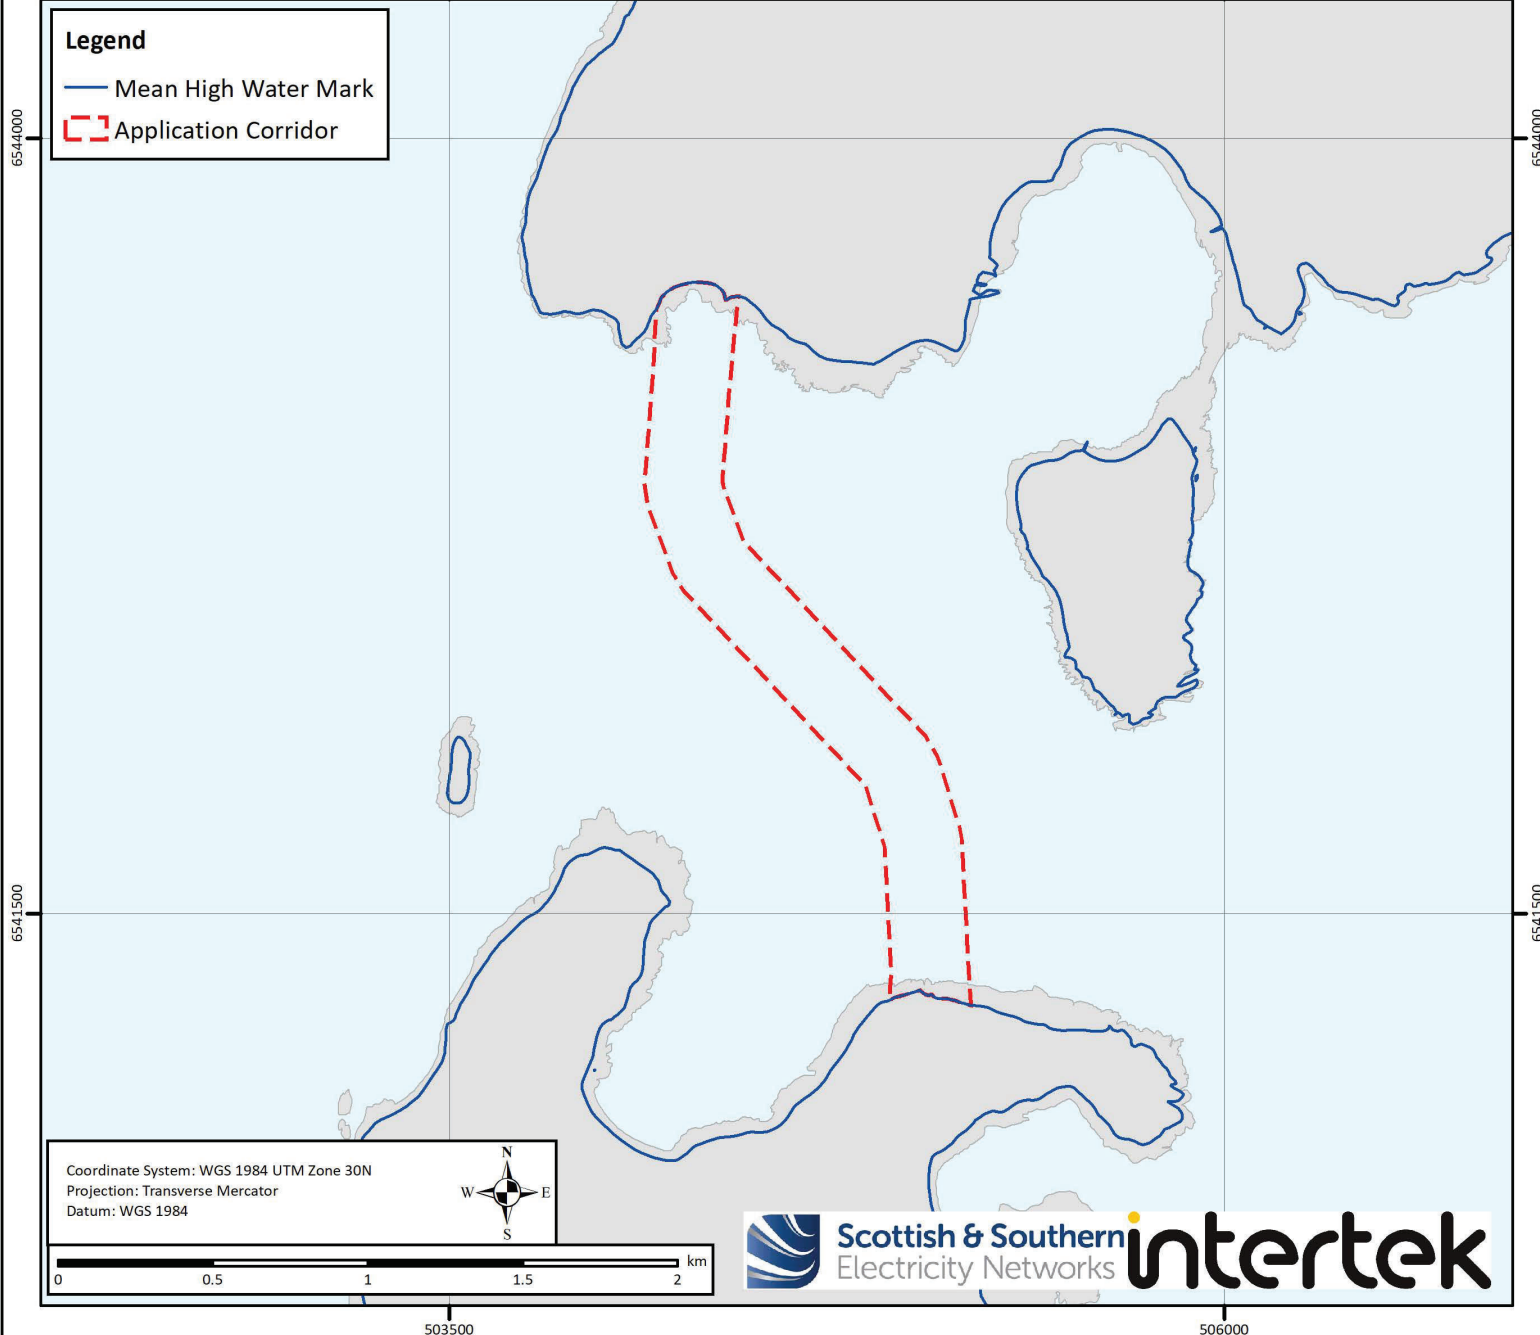 Legend
Mean High Water Mark
Application Corridor
6544000
6544000
6541500
6541500
Coordinate System: WGS 1984 UTM Zone 30N
Projection: Transverse Mercator
Datum: WGS 1984
N
W E
S
km
0 0.5 1 1.5 2
Scottish & Southern
Electricity Networks
intertek
503500
506000